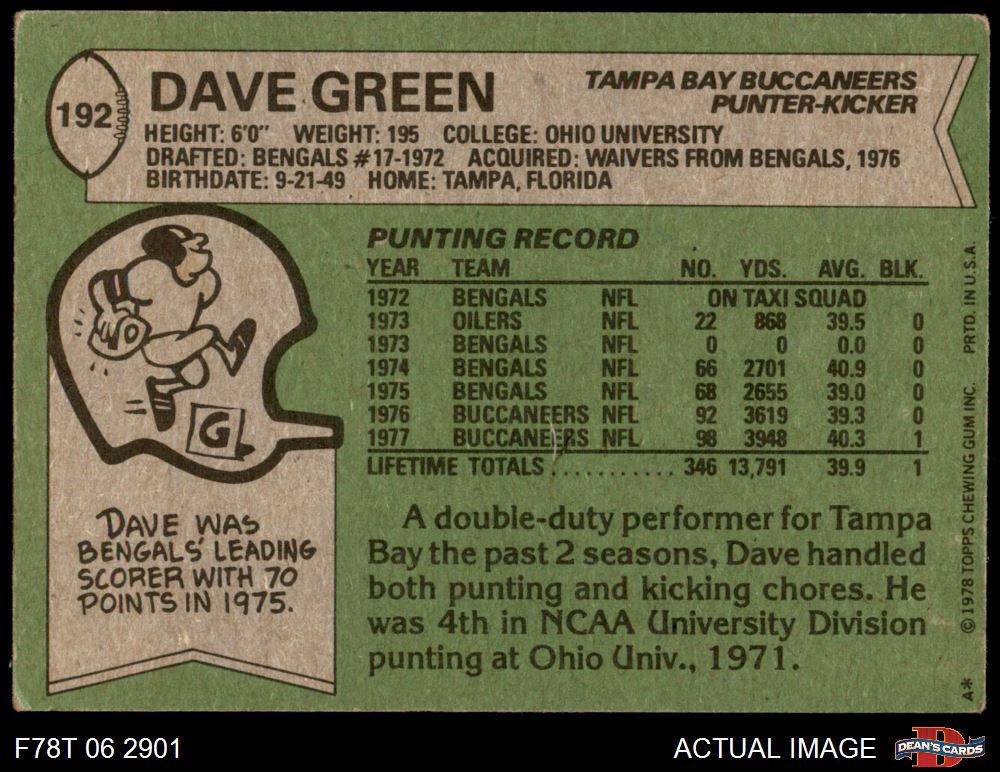 192
DAVE GREEN
TAMPA BAY BUCCANEERS
PUNTER-KICKER
HEIGHT: 6'0" WEIGHT: 195 COLLEGE: OHIO UNIVERSITY
DRAFTED: BENGALS #17-1972 ACQUIRED: WAIVERS FROM BENGALS, 1976
BIRTHDATE: 9-21-49 HOME: TAMPA, FLORIDA
G
DAVE WAS
BENGALS' LEADING
SCORER WITH 70
POINTS IN 1975.
PUNTING RECORD
YEAR TEAM NO. YDS. AVG. BLK.
1972 BENGALS NFL ON TAXI SQUAD
1973 OILERS NFL 22 868 39.5 0
1973 BENGALS NFL 0 0 0.0 0
1974 BENGALS NFL 66 2701 40.9 0
1975 BENGALS NFL 68 2655 39.0 0
1976 BUCCANEERS NFL 92 3619 39.3 0
1977 BUCCANEERS NFL 98 3948 40.3 1
LIFETIME TOTALS........... 346 13,791 39.9 1
A double-duty performer for Tampa
Bay the past 2 seasons, Dave handled
both punting and kicking chores. He
was 4th in NCAA University Division
punting at Ohio Univ., 1971.
A* © 1978 TOPPS CHEWING GUM INC. PRTD. IN U.S.A.
F78T 06 2901
ACTUAL IMAGE
D
DEAN'S CARDS